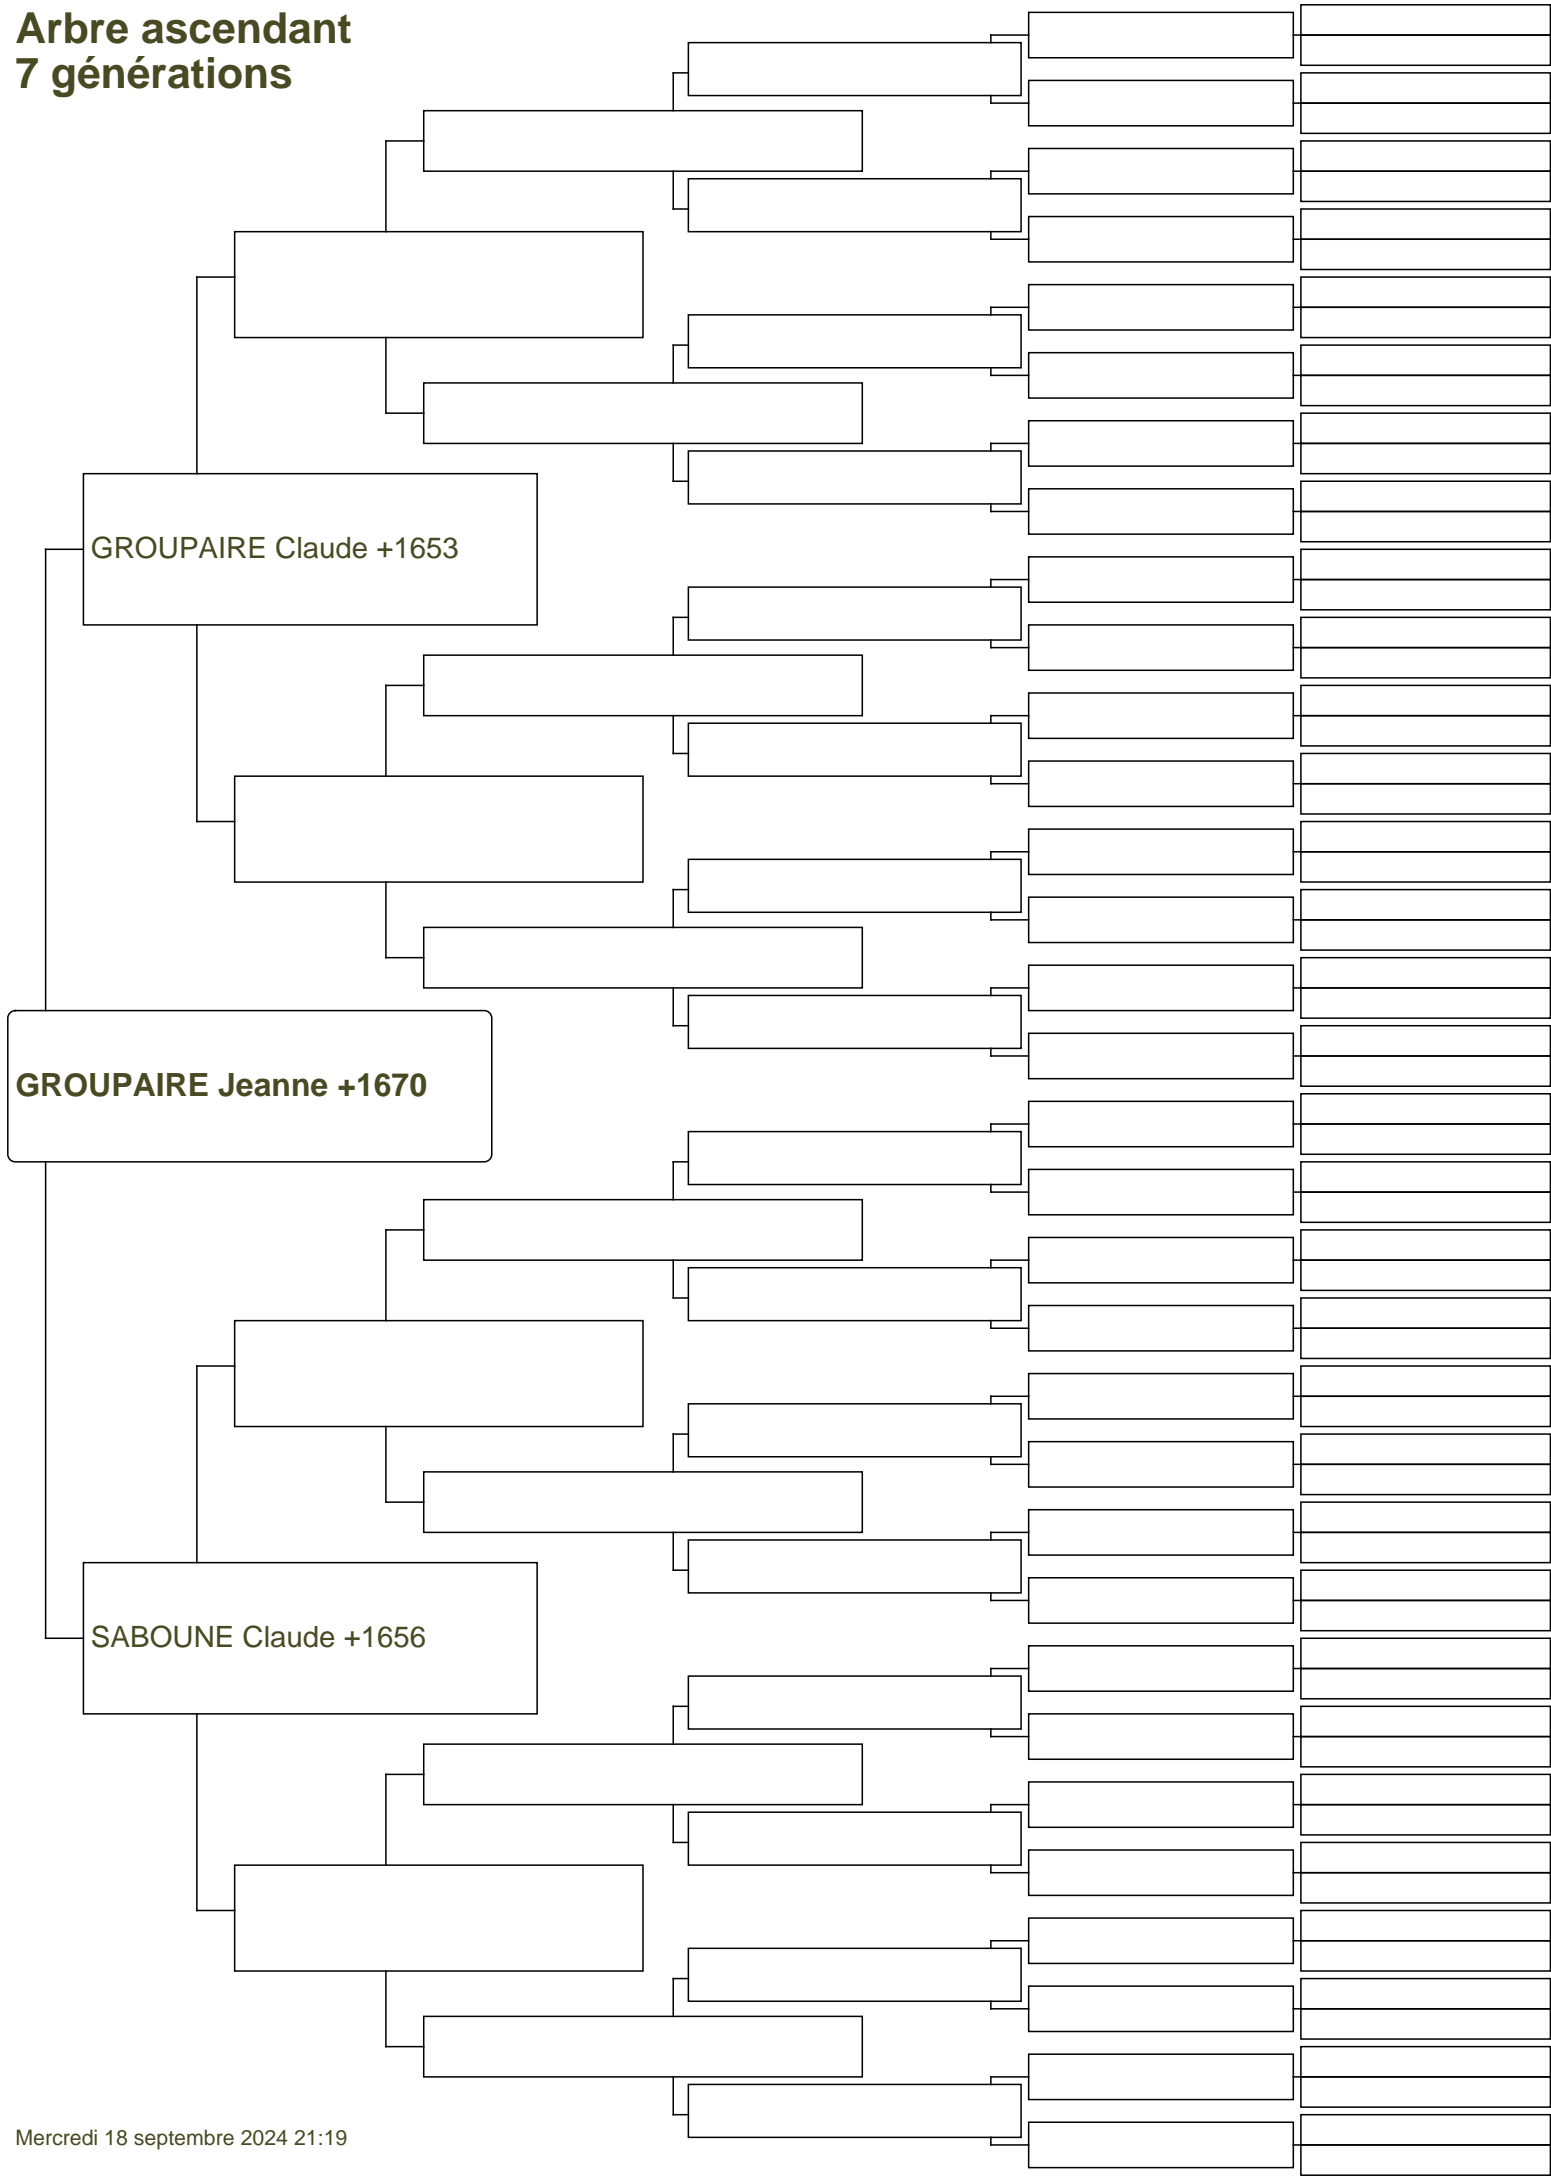 Arbre ascendant
7 générations
GROUPAIRE Claude +1653
GROUPAIRE Jeanne +1670
SABOUNE Claude +1656
Mercredi 18 septembre 2024 21:19